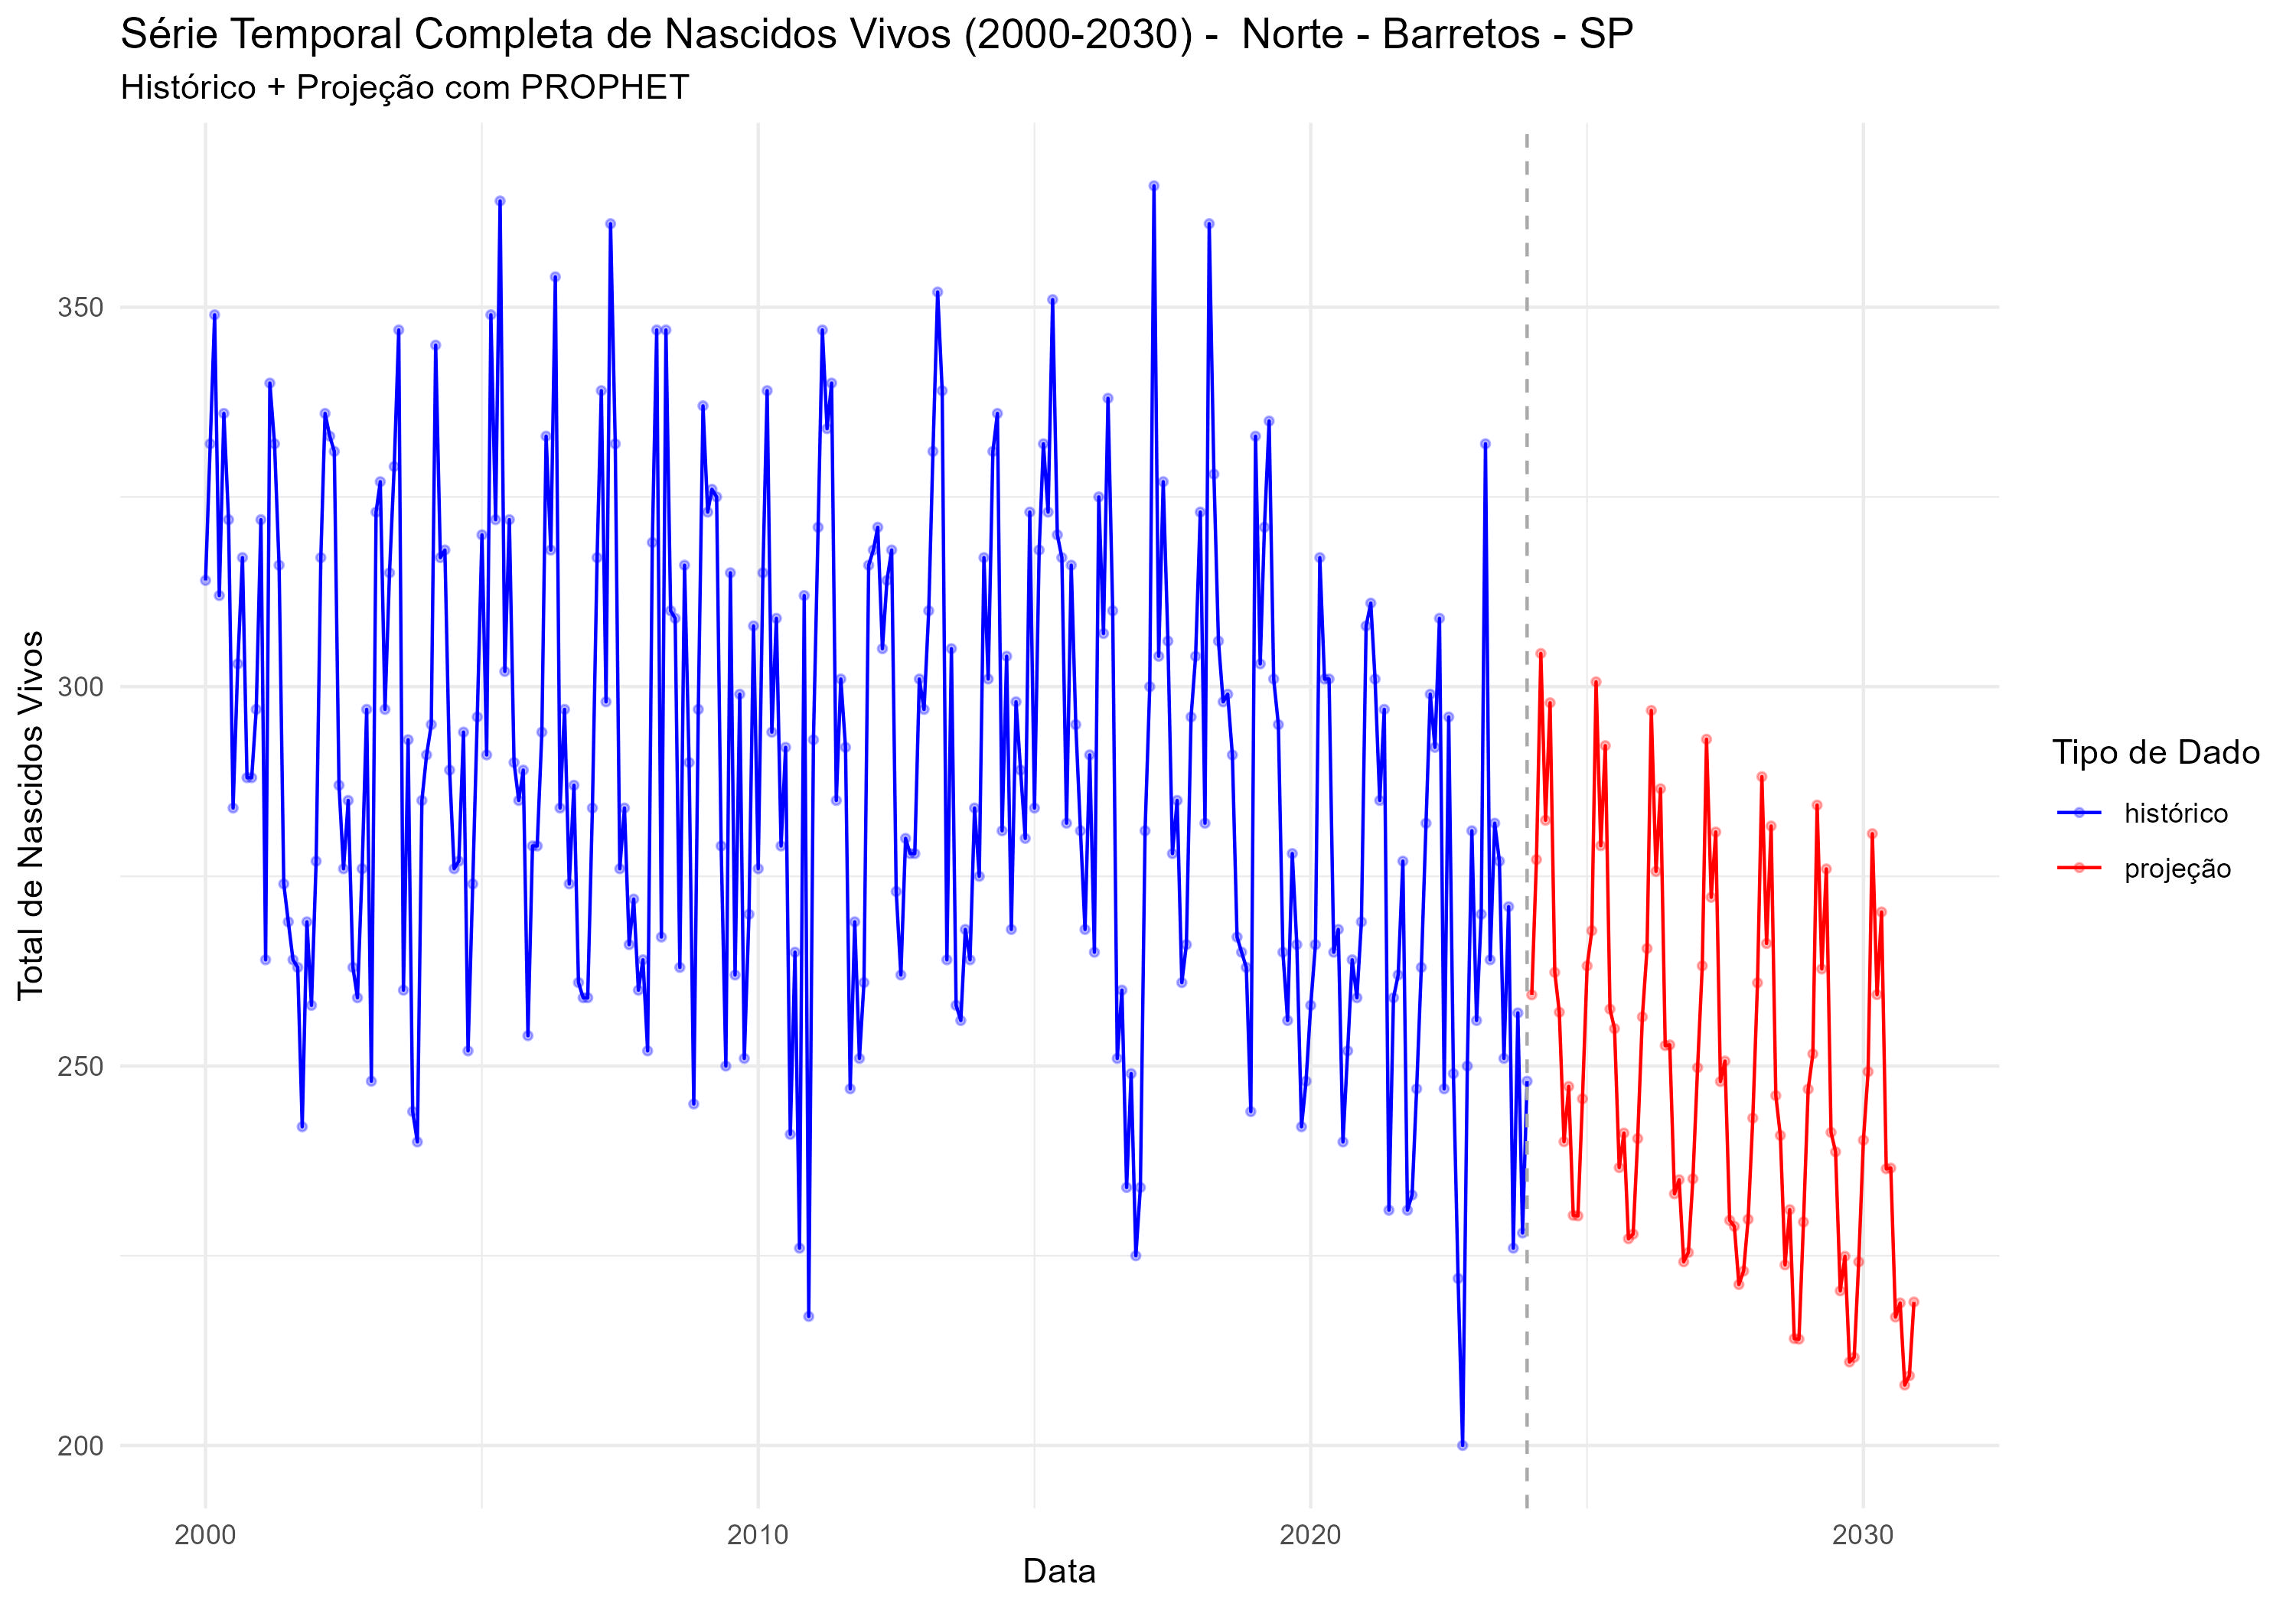 Série Temporal Completa de Nascidos Vivos (2000-2030) -  Norte - Barretos - SP
Histórico + Projeção com PROPHET
Total de Nascidos Vivos
350
300
250
200
2000
2010
2020
2030
Data
Tipo de Dado
histórico
projeção